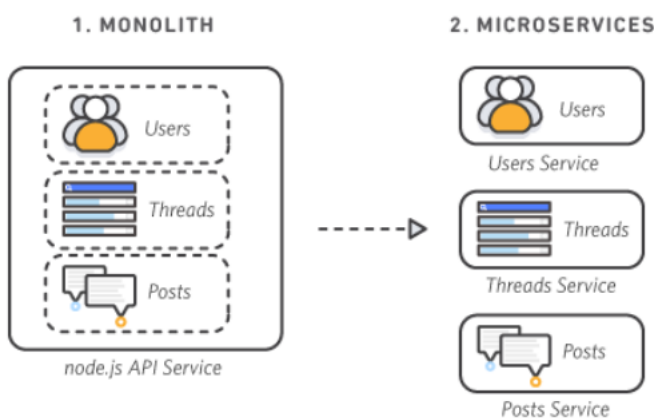 1. MONOLITH
Users
Threads
Posts
node.js API Service
2. MICROSERVICES
Users
Users Service
Threads
Threads Service
Posts
Posts Service